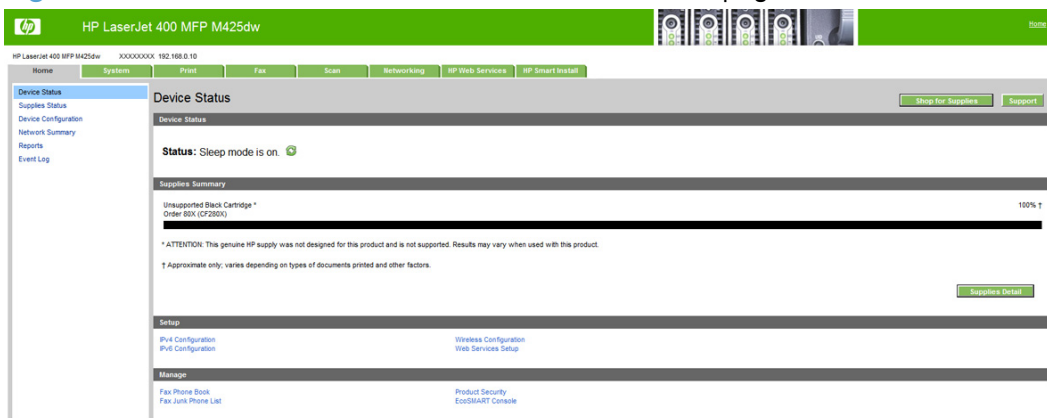 hp HP LaserJet 400 MFP M425dw Home
HP LaserJet 400 MFP M425dw XXXXXXXX 192.168.0.10
Home System Print Fax Scan Networking HP Web Services HP Smart Install
Device Status
Supplies Status
Device Configuration
Network Summary
Reports
Event Log
Device Status Shop for Supplies Support
Device Status
Status: Sleep mode is on.
Supplies Summary
Unsupported Black Cartridge * 100% †
Order 80X (CF280X)
* ATTENTION: This genuine HP supply was not designed for this product and is not supported. Results may vary when used with this product.
† Approximate only; varies depending on types of documents printed and other factors.
Supplies Detail
Setup
IPv4 Configuration Wireless Configuration
IPv6 Configuration Web Services Setup
Manage
Fax Phone Book Product Security
Fax Junk Phone List EcoSMART Console